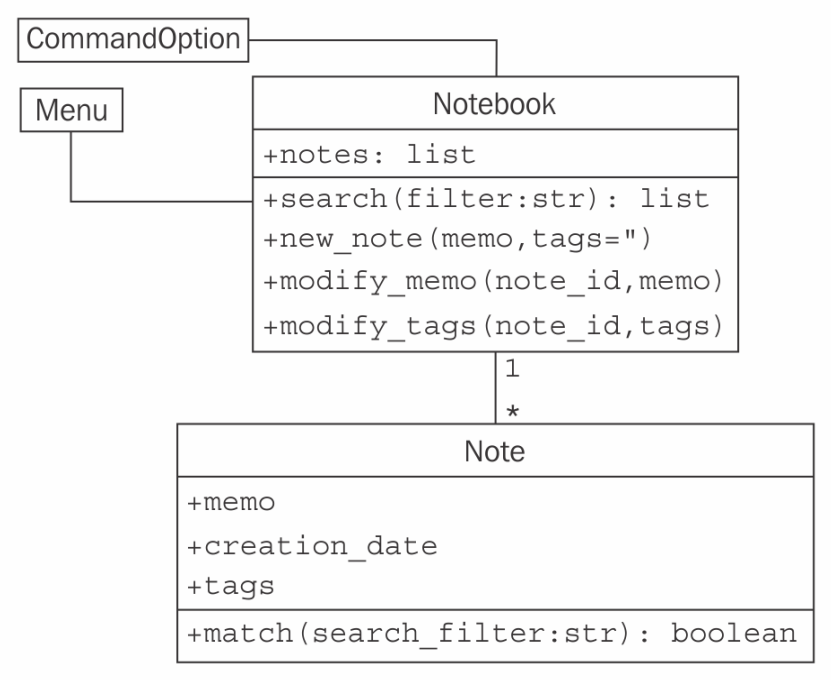 CommandOption
Menu
Notebook
+notes: list
+search(filter:str): list
+new_note(memo,tags=")
+modify_memo(note_id,memo)
+modify_tags(note_id,tags)
1
*
Note
+memo
+creation_date
+tags
+match(search_filter:str): boolean